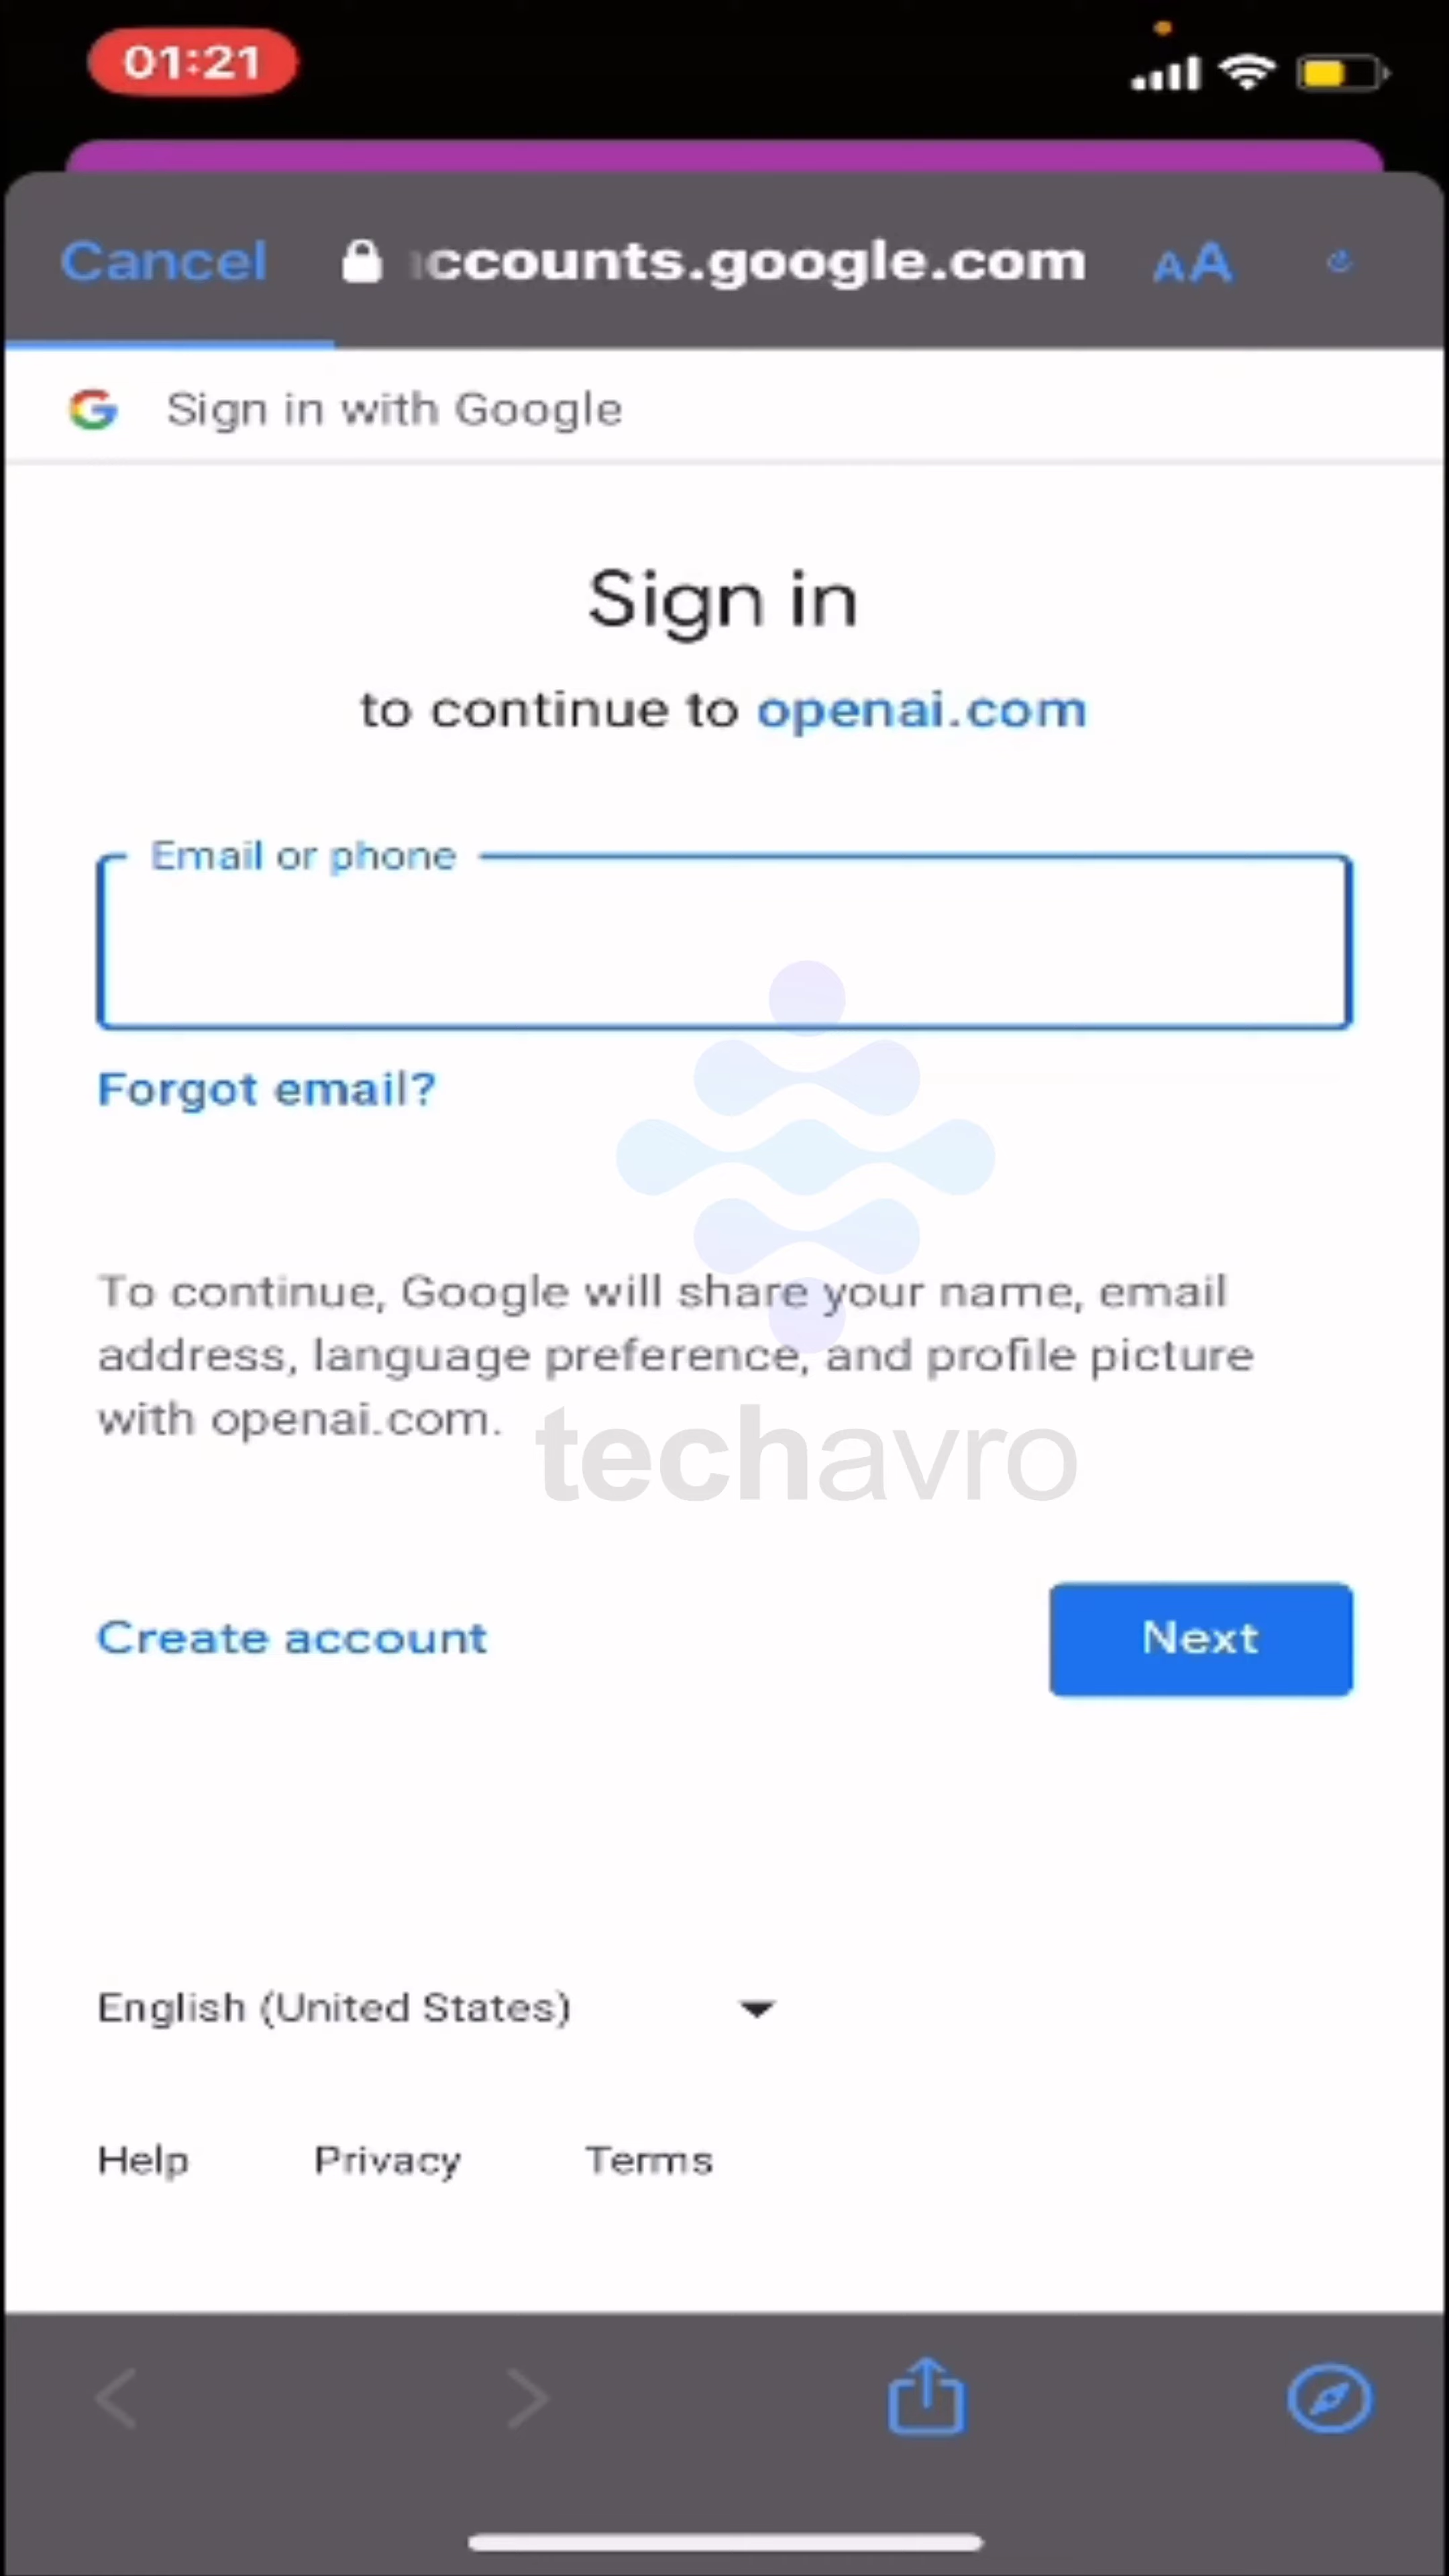 01:21
Cancel ccounts.google.com AA
Sign in with Google
Sign in
to continue to openai.com
Email or phone
Forgot email?
To continue, Google will share your name, email
address, language preference, and profile picture
with openai.com.
techavro
Create account Next
English (United States)
Help Privacy Terms